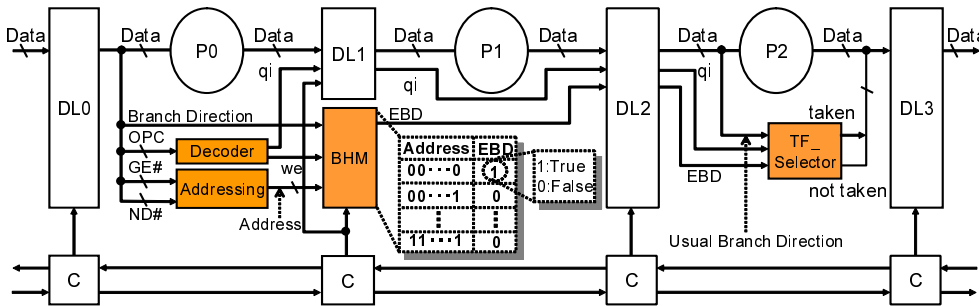 Data
P0
Data
Data
P1
Data
Data
P2
Data
Data
DL0
qi
DL1
qi
DL2
qi
DL3
Branch Direction
EBD
taken
OPC
Decoder
BHM
Address EBD
TF_
Selector
GE#
Addressing
we
00···0 1
1:True
0:False
EBD
not taken
ND#
00···1 0
Address
11···1 0
Usual Branch Direction
C
C
C
C